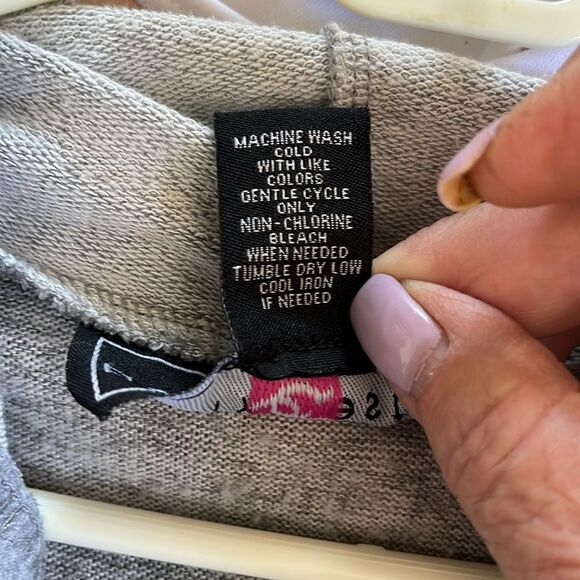 MACHINE WASH
COLD
WITH LIKE
COLORS
GENTLE CYCLE
ONLY
NON-CHLORINE
BLEACH
WHEN NEEDED
TUMBLE DRY LOW
COOL IRON
IF NEEDED